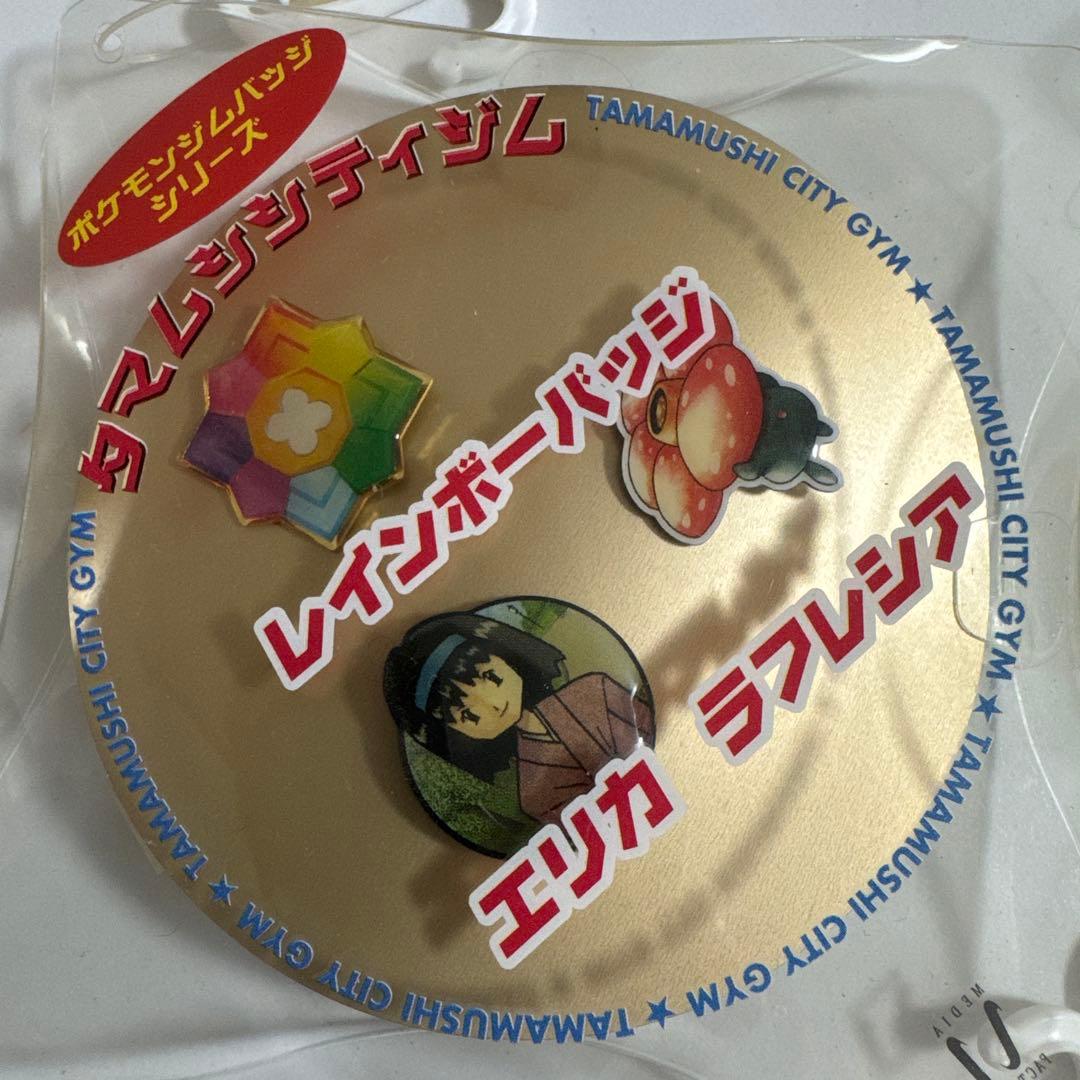 ポケモンジムバッジ
シリーズ
タマムシシティジム
TAMAMUSHI CITY GYM ★ TAMAMUSHI CITY GYM ★ TAMAMUSHI CITY GYM ★ TAMAMUSHI CITY GYM ★ TAMAMUSHI CITY GYM
レインボーバッジ
ラフレシア
エリカ
MEDIA